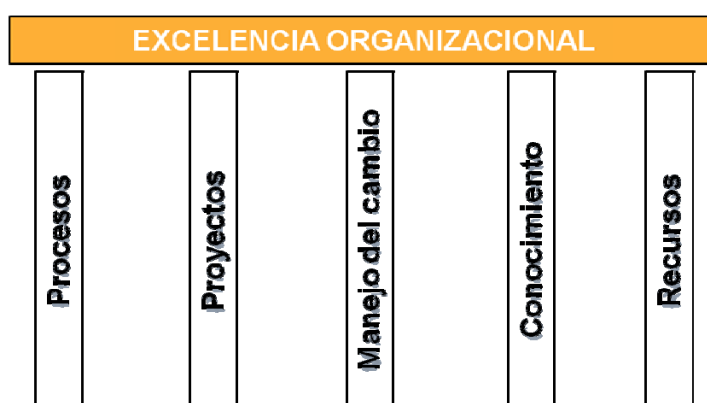 EXCELENCIA ORGANIZACIONAL
Procesos
Proyectos
Manejo del cambio
Conocimiento
Recursos